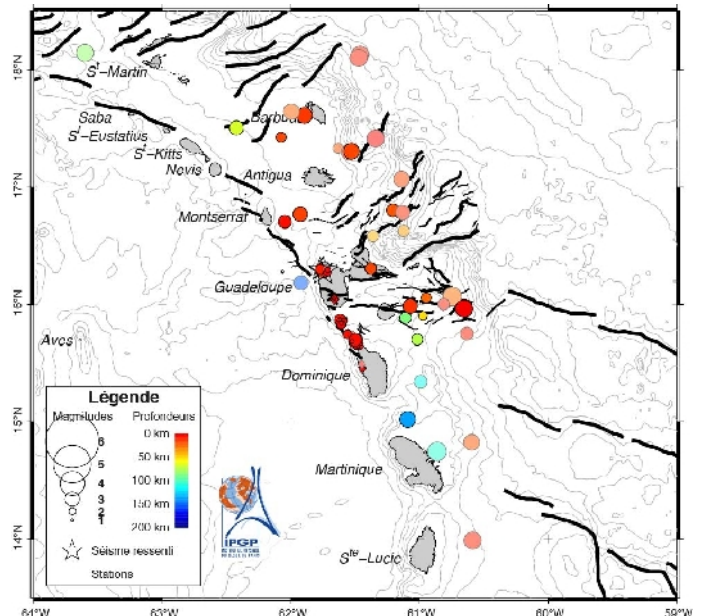 18°N
Sᵗ-Martin
Saba
Sᵗ-Eustatius
Barbuda
Sᵗ-Kitts
Nevis
Antigua
17°N
Montserrat
Guadeloupe
16°N
Aves
Dominique
Légende
Magnitudes Profondeurs
6
5
4
3
2
1
0 km
50 km
100 km
150 km
200 km
Séisme ressenti
Stations
IPGP
15°N
Martinique
14°N
Sᵗᵉ-Lucie
64°W 63°W 62°W 61°W 60°W 59°W